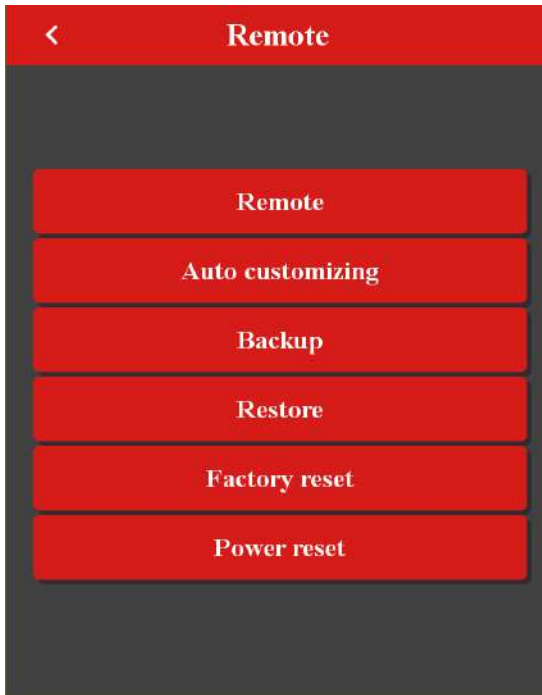 Remote
Remote
Auto customizing
Backup
Restore
Factory reset
Power reset